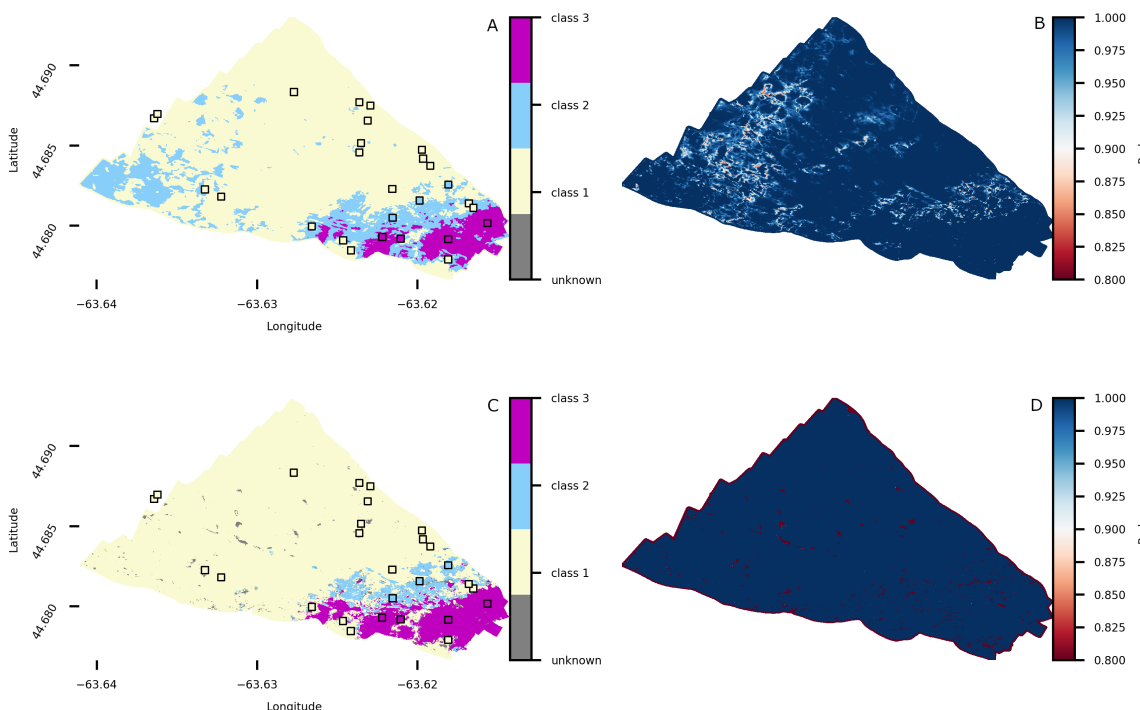 A
class 3
class 2
class 1
unknown
44.690
44.685
44.680
Latitude
−63.64
−63.63
−63.62
Longitude
B
1.000
0.975
0.950
0.925
0.900
0.875
0.850
0.825
0.800
C
class 3
class 2
class 1
unknown
44.690
44.685
44.680
Latitude
−63.64
−63.63
−63.62
Longitude
D
1.000
0.975
0.950
0.925
0.900
0.875
0.850
0.825
0.800